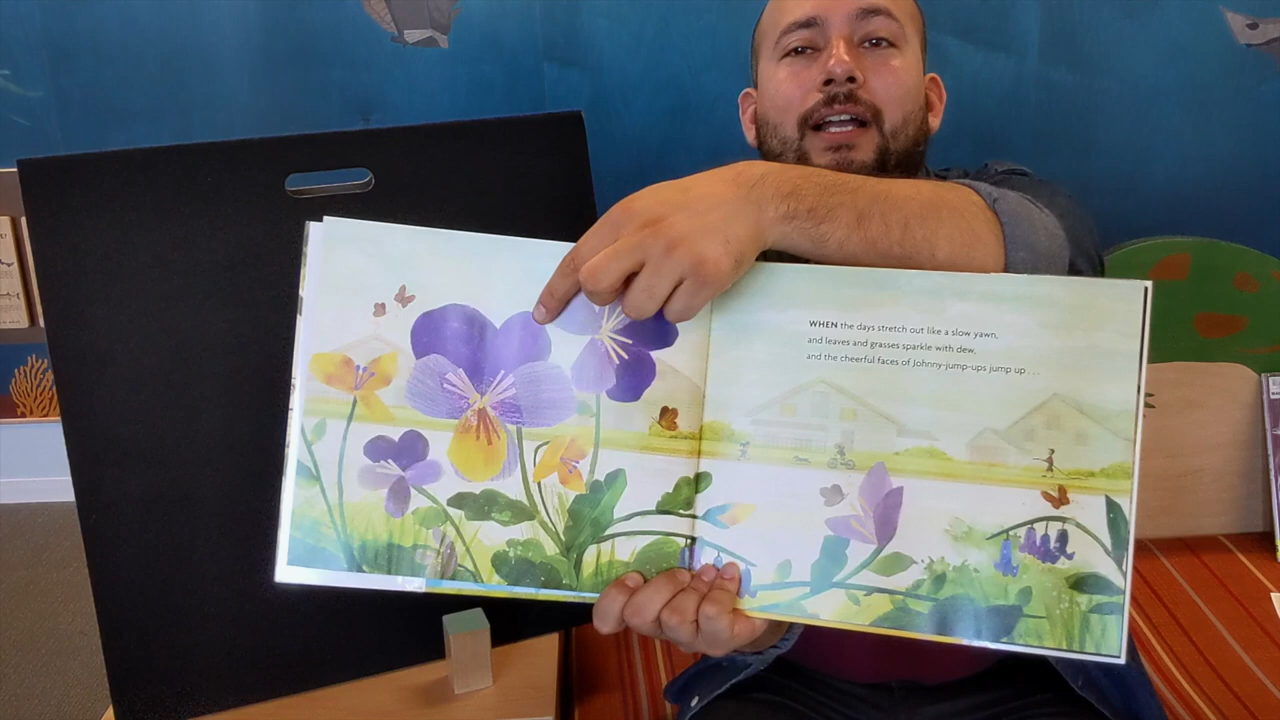 WHEN the days stretch out like a slow yawn,
and leaves and grasses sparkle with dew,
and the cheerful faces of Johnny-jump-ups jump up . . .